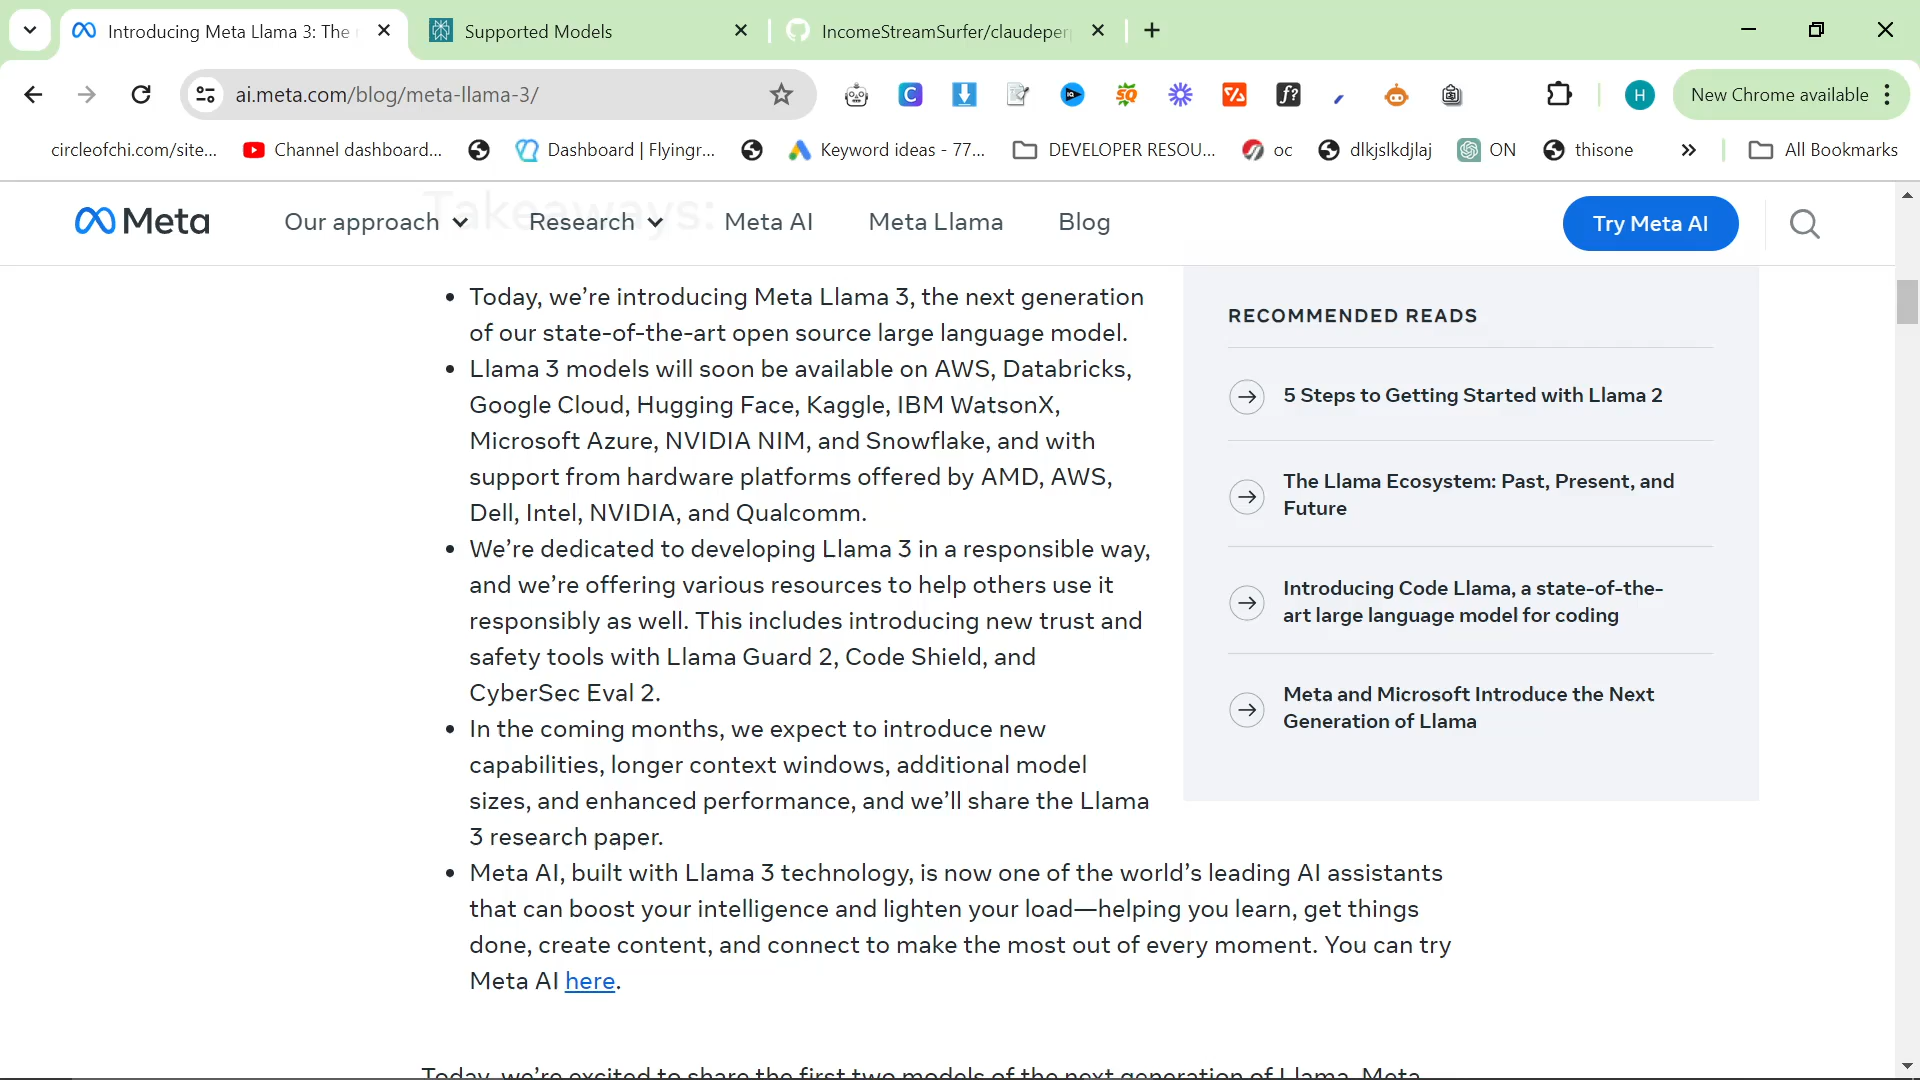 Introducing Meta Llama 3: The
Supported Models
IncomeStreamSurfer/claudeper
ai.meta.com/blog/meta-llama-3/
New Chrome available
circleofchi.com/site...
Channel dashboard...
Dashboard | Flyingr...
Keyword ideas - 77...
DEVELOPER RESOU...
oc
dlkjslkdjlaj
ON
thisone
All Bookmarks
Takeaways:
Meta
Our approach
Research
Meta AI
Meta Llama
Blog
Try Meta AI
• Today, we’re introducing Meta Llama 3, the next generation
of our state-of-the-art open source large language model.
• Llama 3 models will soon be available on AWS, Databricks,
Google Cloud, Hugging Face, Kaggle, IBM WatsonX,
Microsoft Azure, NVIDIA NIM, and Snowflake, and with
support from hardware platforms offered by AMD, AWS,
Dell, Intel, NVIDIA, and Qualcomm.
• We’re dedicated to developing Llama 3 in a responsible way,
and we’re offering various resources to help others use it
responsibly as well. This includes introducing new trust and
safety tools with Llama Guard 2, Code Shield, and
CyberSec Eval 2.
• In the coming months, we expect to introduce new
capabilities, longer context windows, additional model
sizes, and enhanced performance, and we’ll share the Llama
3 research paper.
• Meta AI, built with Llama 3 technology, is now one of the world’s leading AI assistants
that can boost your intelligence and lighten your load—helping you learn, get things
done, create content, and connect to make the most out of every moment. You can try
Meta AI here.
RECOMMENDED READS
5 Steps to Getting Started with Llama 2
The Llama Ecosystem: Past, Present, and
Future
Introducing Code Llama, a state-of-the-
art large language model for coding
Meta and Microsoft Introduce the Next
Generation of Llama
Today, we’re excited to share the first two models of the next generation of Llama, Meta